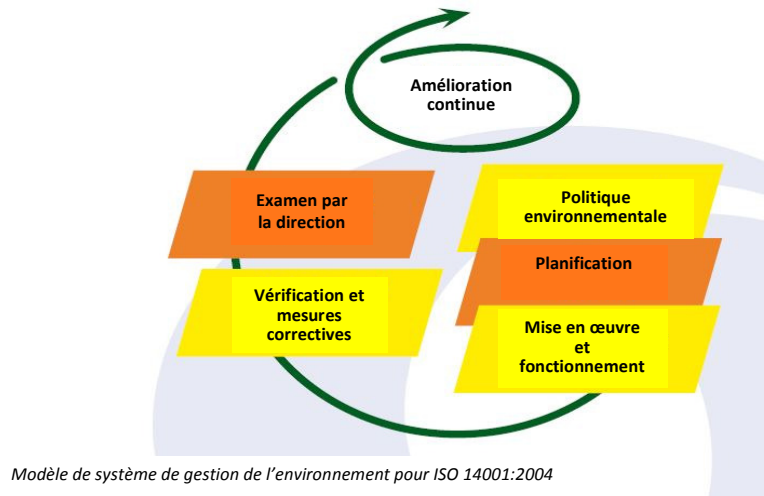 Amélioration
continue
Examen par
la direction
Politique
environnementale
Planification
Vérification et
mesures
correctives
Mise en œuvre
et
fonctionnement
Modèle de système de gestion de l’environnement pour ISO 14001:2004